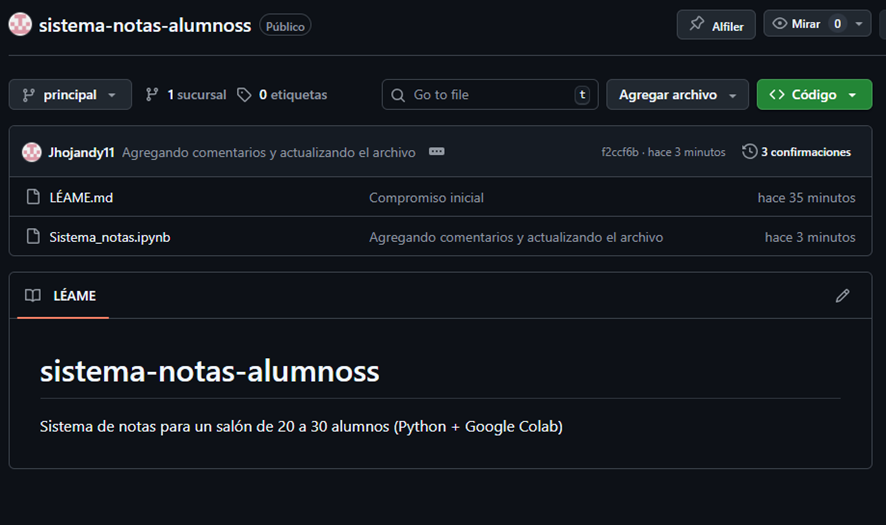 sistema-notas-alumnoss Público Alfiler Mirar 0
principal 1 sucursal 0 etiquetas Go to file t Agregar archivo <> Código
Jhojandy11 Agregando comentarios y actualizando el archivo f2ccf6b · hace 3 minutos 3 confirmaciones
LÉAME.md Compromiso inicial hace 35 minutos
Sistema_notas.ipynb Agregando comentarios y actualizando el archivo hace 3 minutos
LÉAME
sistema-notas-alumnoss
Sistema de notas para un salón de 20 a 30 alumnos (Python + Google Colab)